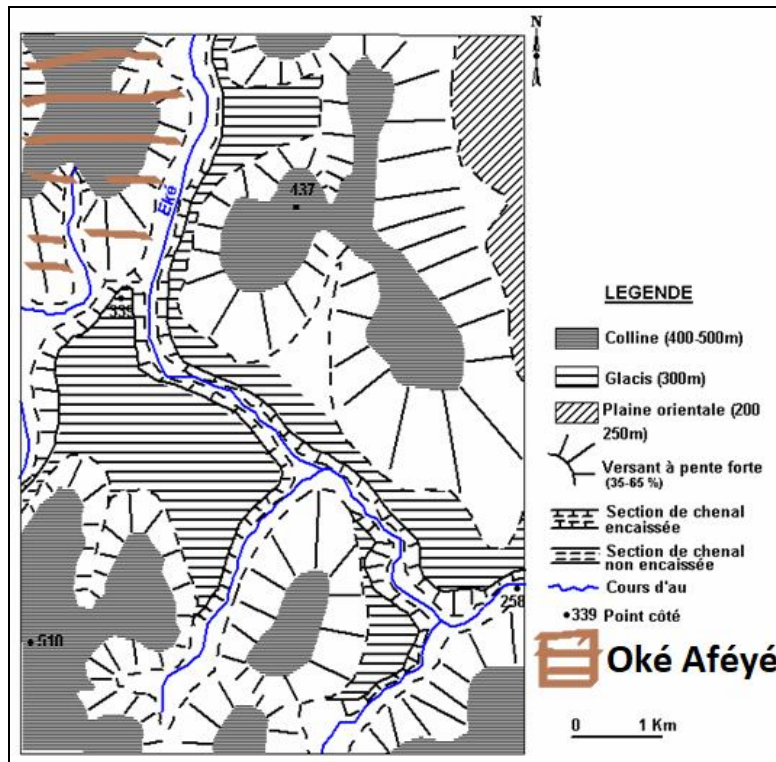 N
437
Eké
339
510
258
LEGENDE
Colline (400-500m)
Glacis (300m)
Plaine orientale (200
250m)
Versant à pente forte
(35-65 %)
Section de chenal
encaissée
Section de chenal
non encaissée
Cours d'au
•339 Point côté
Oké Aféyé
0 1 Km